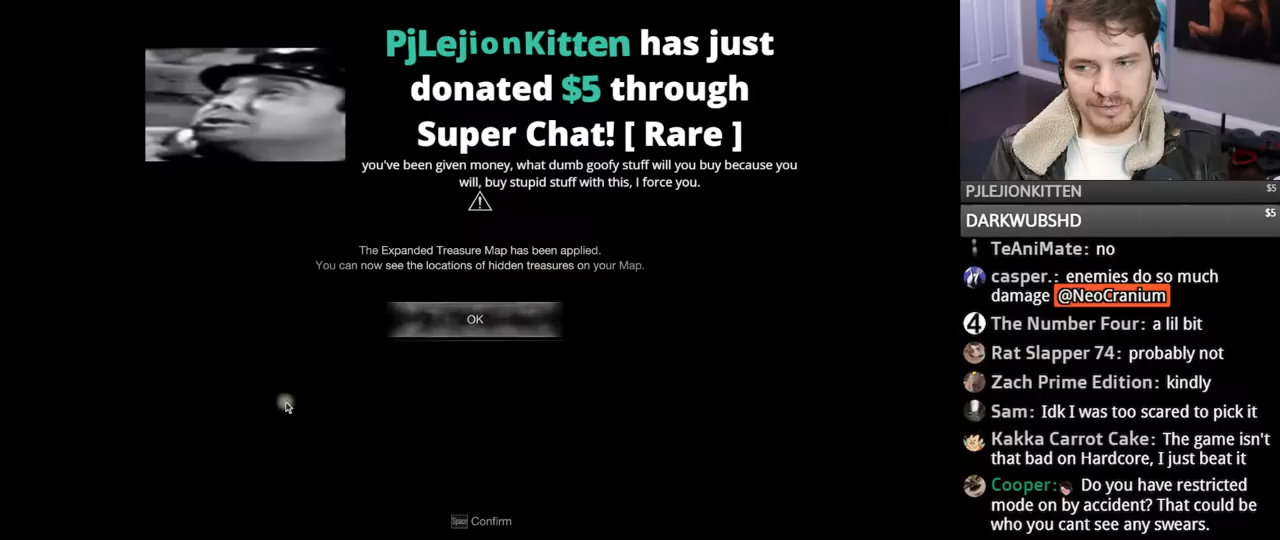 PjLejionKitten has just
donated $5 through
Super Chat! [ Rare ]
you've been given money, what dumb goofy stuff will you buy because you
will, buy stupid stuff with this, I force you.
The Expanded Treasure Map has been applied.
You can now see the locations of hidden treasures on your Map.
OK
Space Confirm
PJLEJIONKITTEN $5
DARKWUBSHD $5
TeAniMate: no
casper.: enemies do so much
damage @NeoCranium
4 The Number Four: a lil bit
Rat Slapper 74: probably not
Zach Prime Edition: kindly
Sam: Idk I was too scared to pick it
Kakka Carrot Cake: The game isn't
that bad on Hardcore, I just beat it
Cooper: Do you have restricted
mode on by accident? That could be
who you cant see any swears.